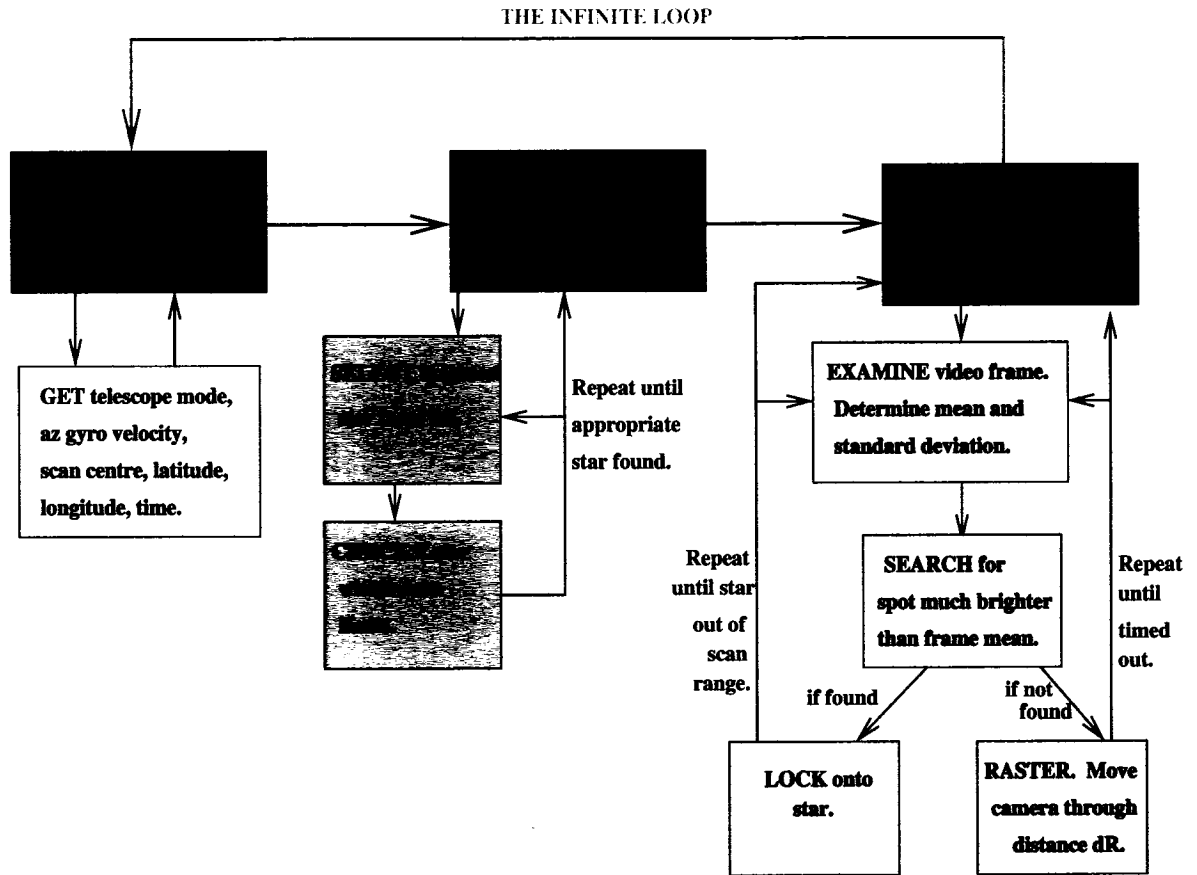 THE INFINITE LOOP
GET telescope mode,
az gyro velocity,
scan centre, latitude,
longitude, time.
Repeat until
appropriate
star found.
EXAMINE video frame.
Determine mean and
standard deviation.
SEARCH for
spot much brighter
than frame mean.
Repeat
until star
out of
scan
range.
Repeat
until
timed
out.
if found
if not
found
LOCK onto
star.
RASTER. Move
camera through
distance dR.